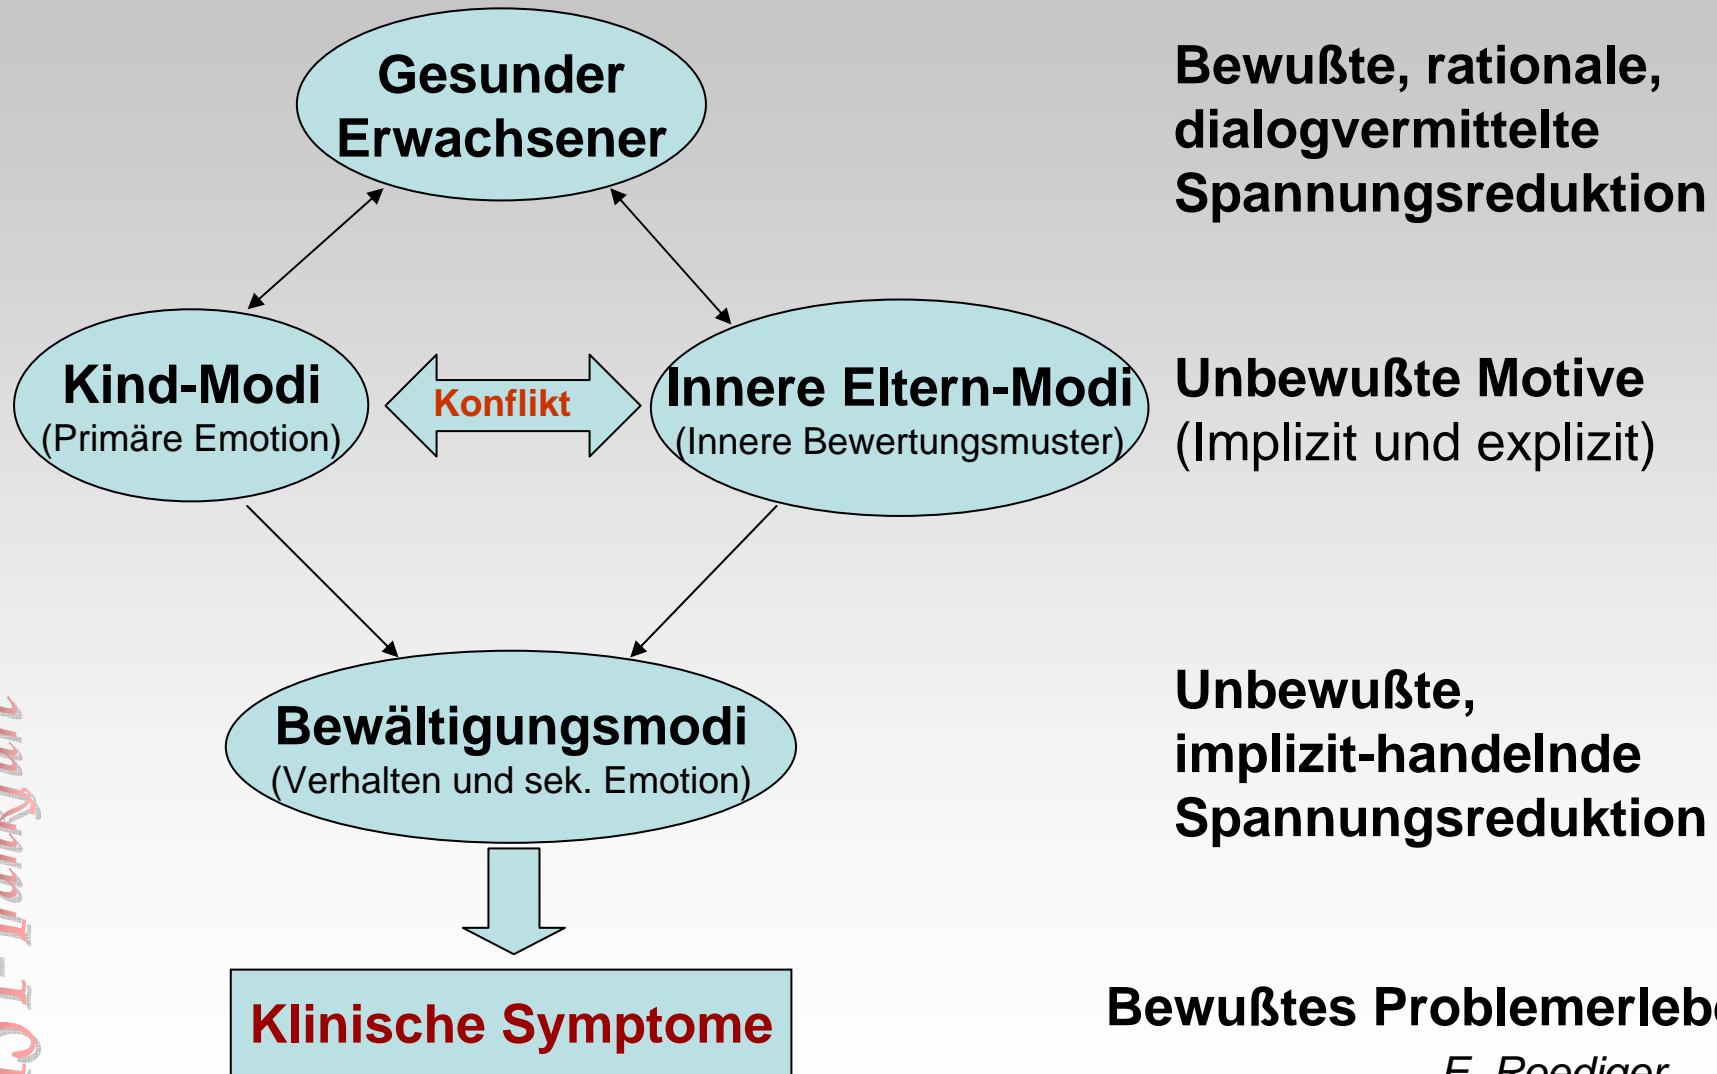 Gesunder
Erwachsener
Bewußte, rationale,
dialogvermittelte
Spannungsreduktion
Kind-Modi
(Primäre Emotion)
Konflikt
Innere Eltern-Modi
(Innere Bewertungsmuster)
Unbewußte Motive
(Implizit und explizit)
Bewältigungsmodi
(Verhalten und sek. Emotion)
Unbewußte,
implizit-handelnde
Spannungsreduktion
Klinische Symptome
Bewußtes
E. Roediger